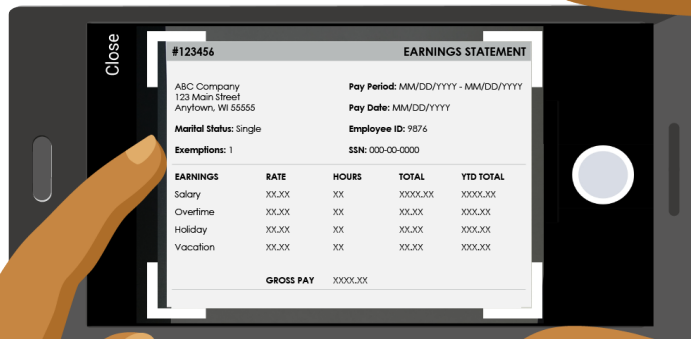 Close
#123456 EARNINGS STATEMENT
ABC Company
123 Main Street
Anytown, WI 55555
Pay Period: MM/DD/YYYY - MM/DD/YYYY
Pay Date: MM/DD/YYYY
Marital Status: Single Employee ID: 9876
Exemptions: 1 SSN: 000-00-0000
EARNINGS RATE HOURS TOTAL YTD TOTAL
Salary XX.XX XX XXXX.XX XXXX.XX
Overtime XX.XX XX XX.XX XXX.XX
Holiday XX.XX XX XX.XX XXX.XX
Vacation XX.XX XX XX.XX XXX.XX
GROSS PAY XXXX.XX